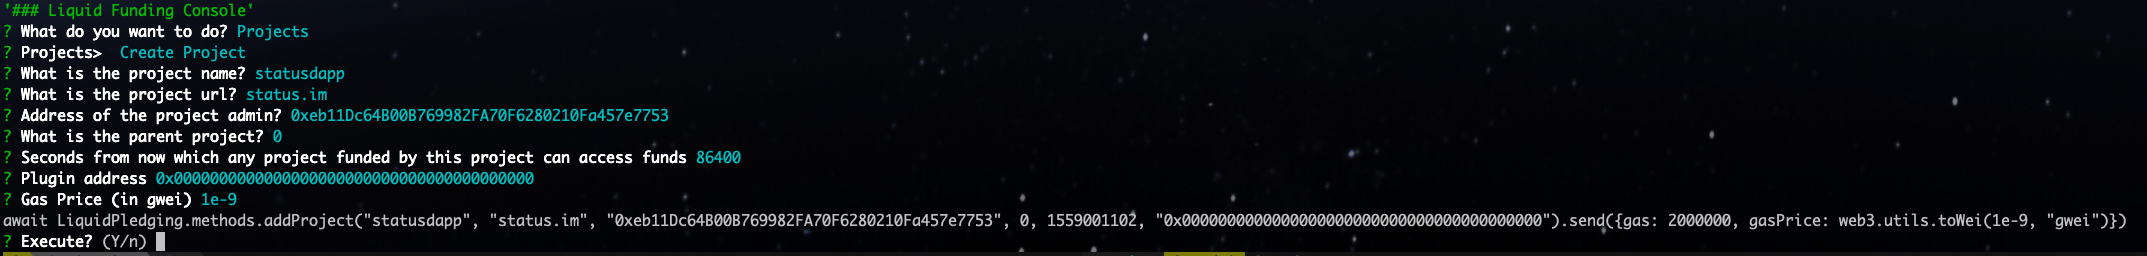 '### Liquid Funding Console'
? What do you want to do? Projects
? Projects> Create Project
? What is the project name? statusdapp
? What is the project url? status.im
? Address of the project admin? 0xeb11Dc64B00B769982FA70F6280210Fa457e7753
? What is the parent project? 0
? Seconds from now which any project funded by this project can access funds 86400
? Plugin address 0x0000000000000000000000000000000000000000
? Gas Price (in gwei) 1e-9
await LiquidPledging.methods.addProject("statusdapp", "status.im", "0xeb11Dc64B00B769982FA70F6280210Fa457e7753", 0, 1559001102, "0x0000000000000000000000000000000000000000").send({gas: 2000000, gasPrice: web3.utils.toWei(1e-9, "gwei")})
? Execute? (Y/n)